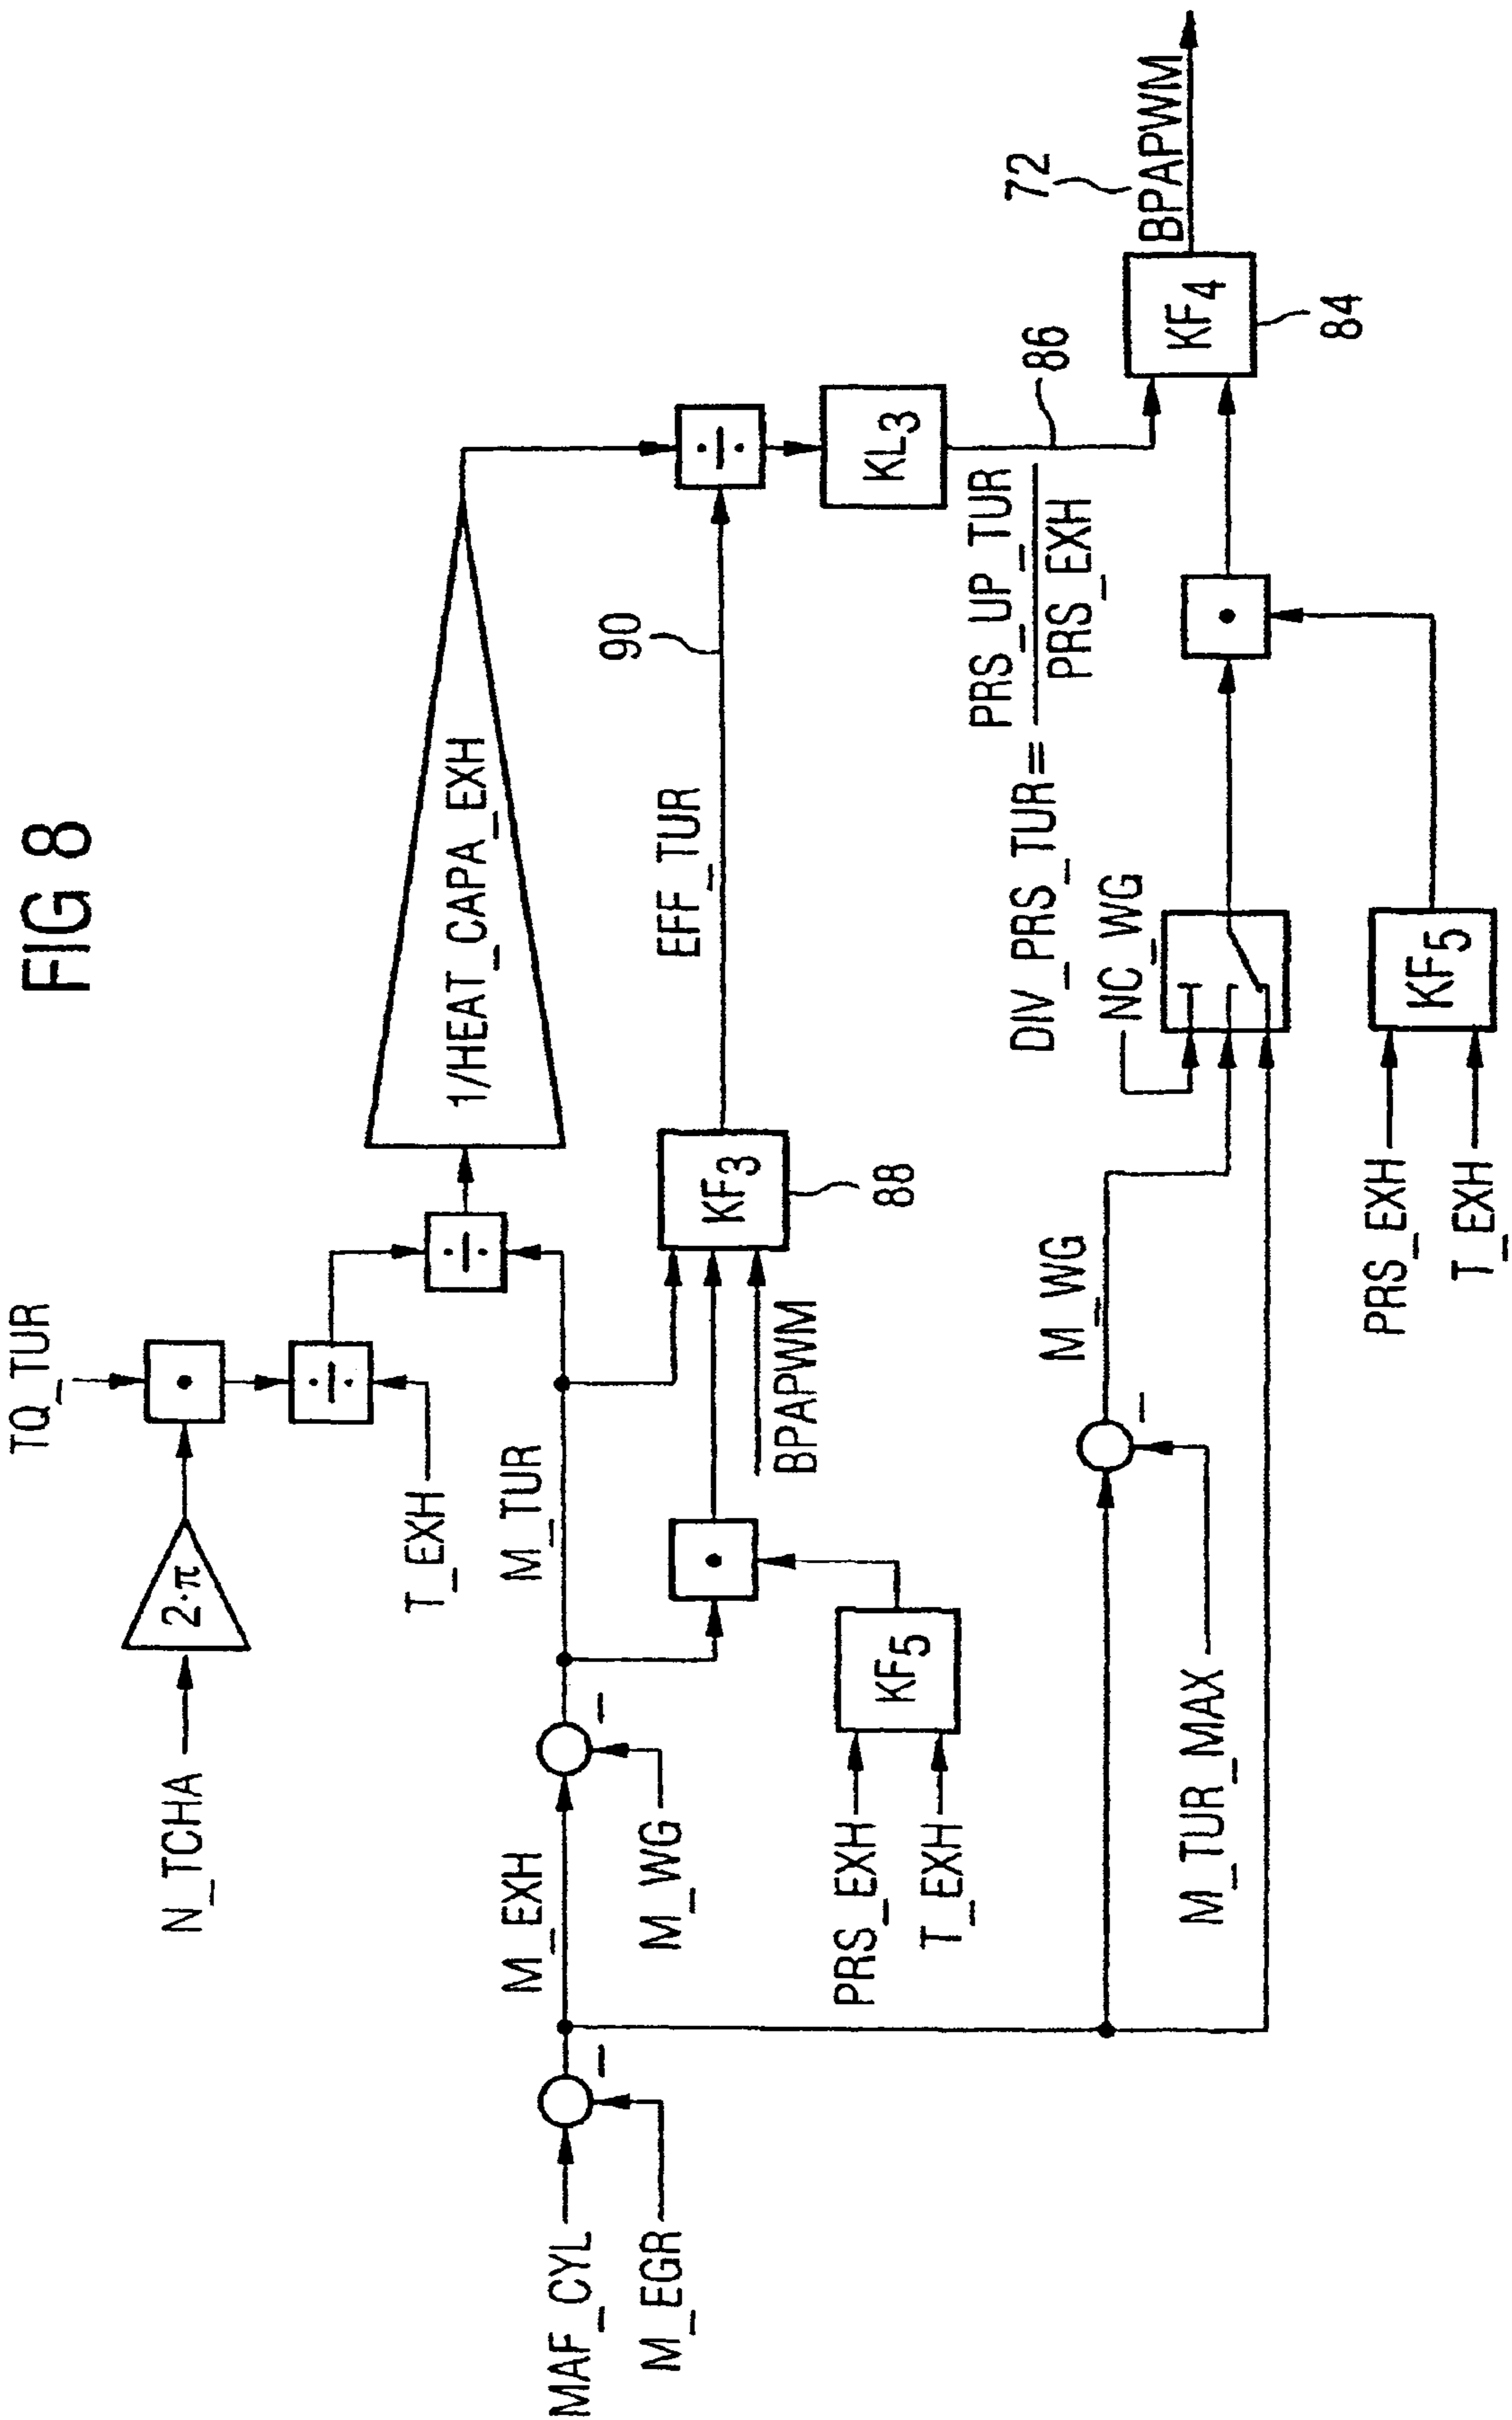 FIG 8
TQ_TUR
N_TCHA
2·π
T_EXH
1/HEAT_CAPA_EXH
MAF_CYL
M_EGR
M_EXH
M_WG
M_TUR
PRS_EXH
T_EXH
KF5
BPAPWM
KF3
88
EFF_TUR
90
KL3
86
DIV_PRS_TUR= PRS_UP_TUR
PRS_EXH
M_TUR_MAX
M_WG
NC_WG
PRS_EXH
T_EXH
KF5
KF4
84
72
BPAPWM